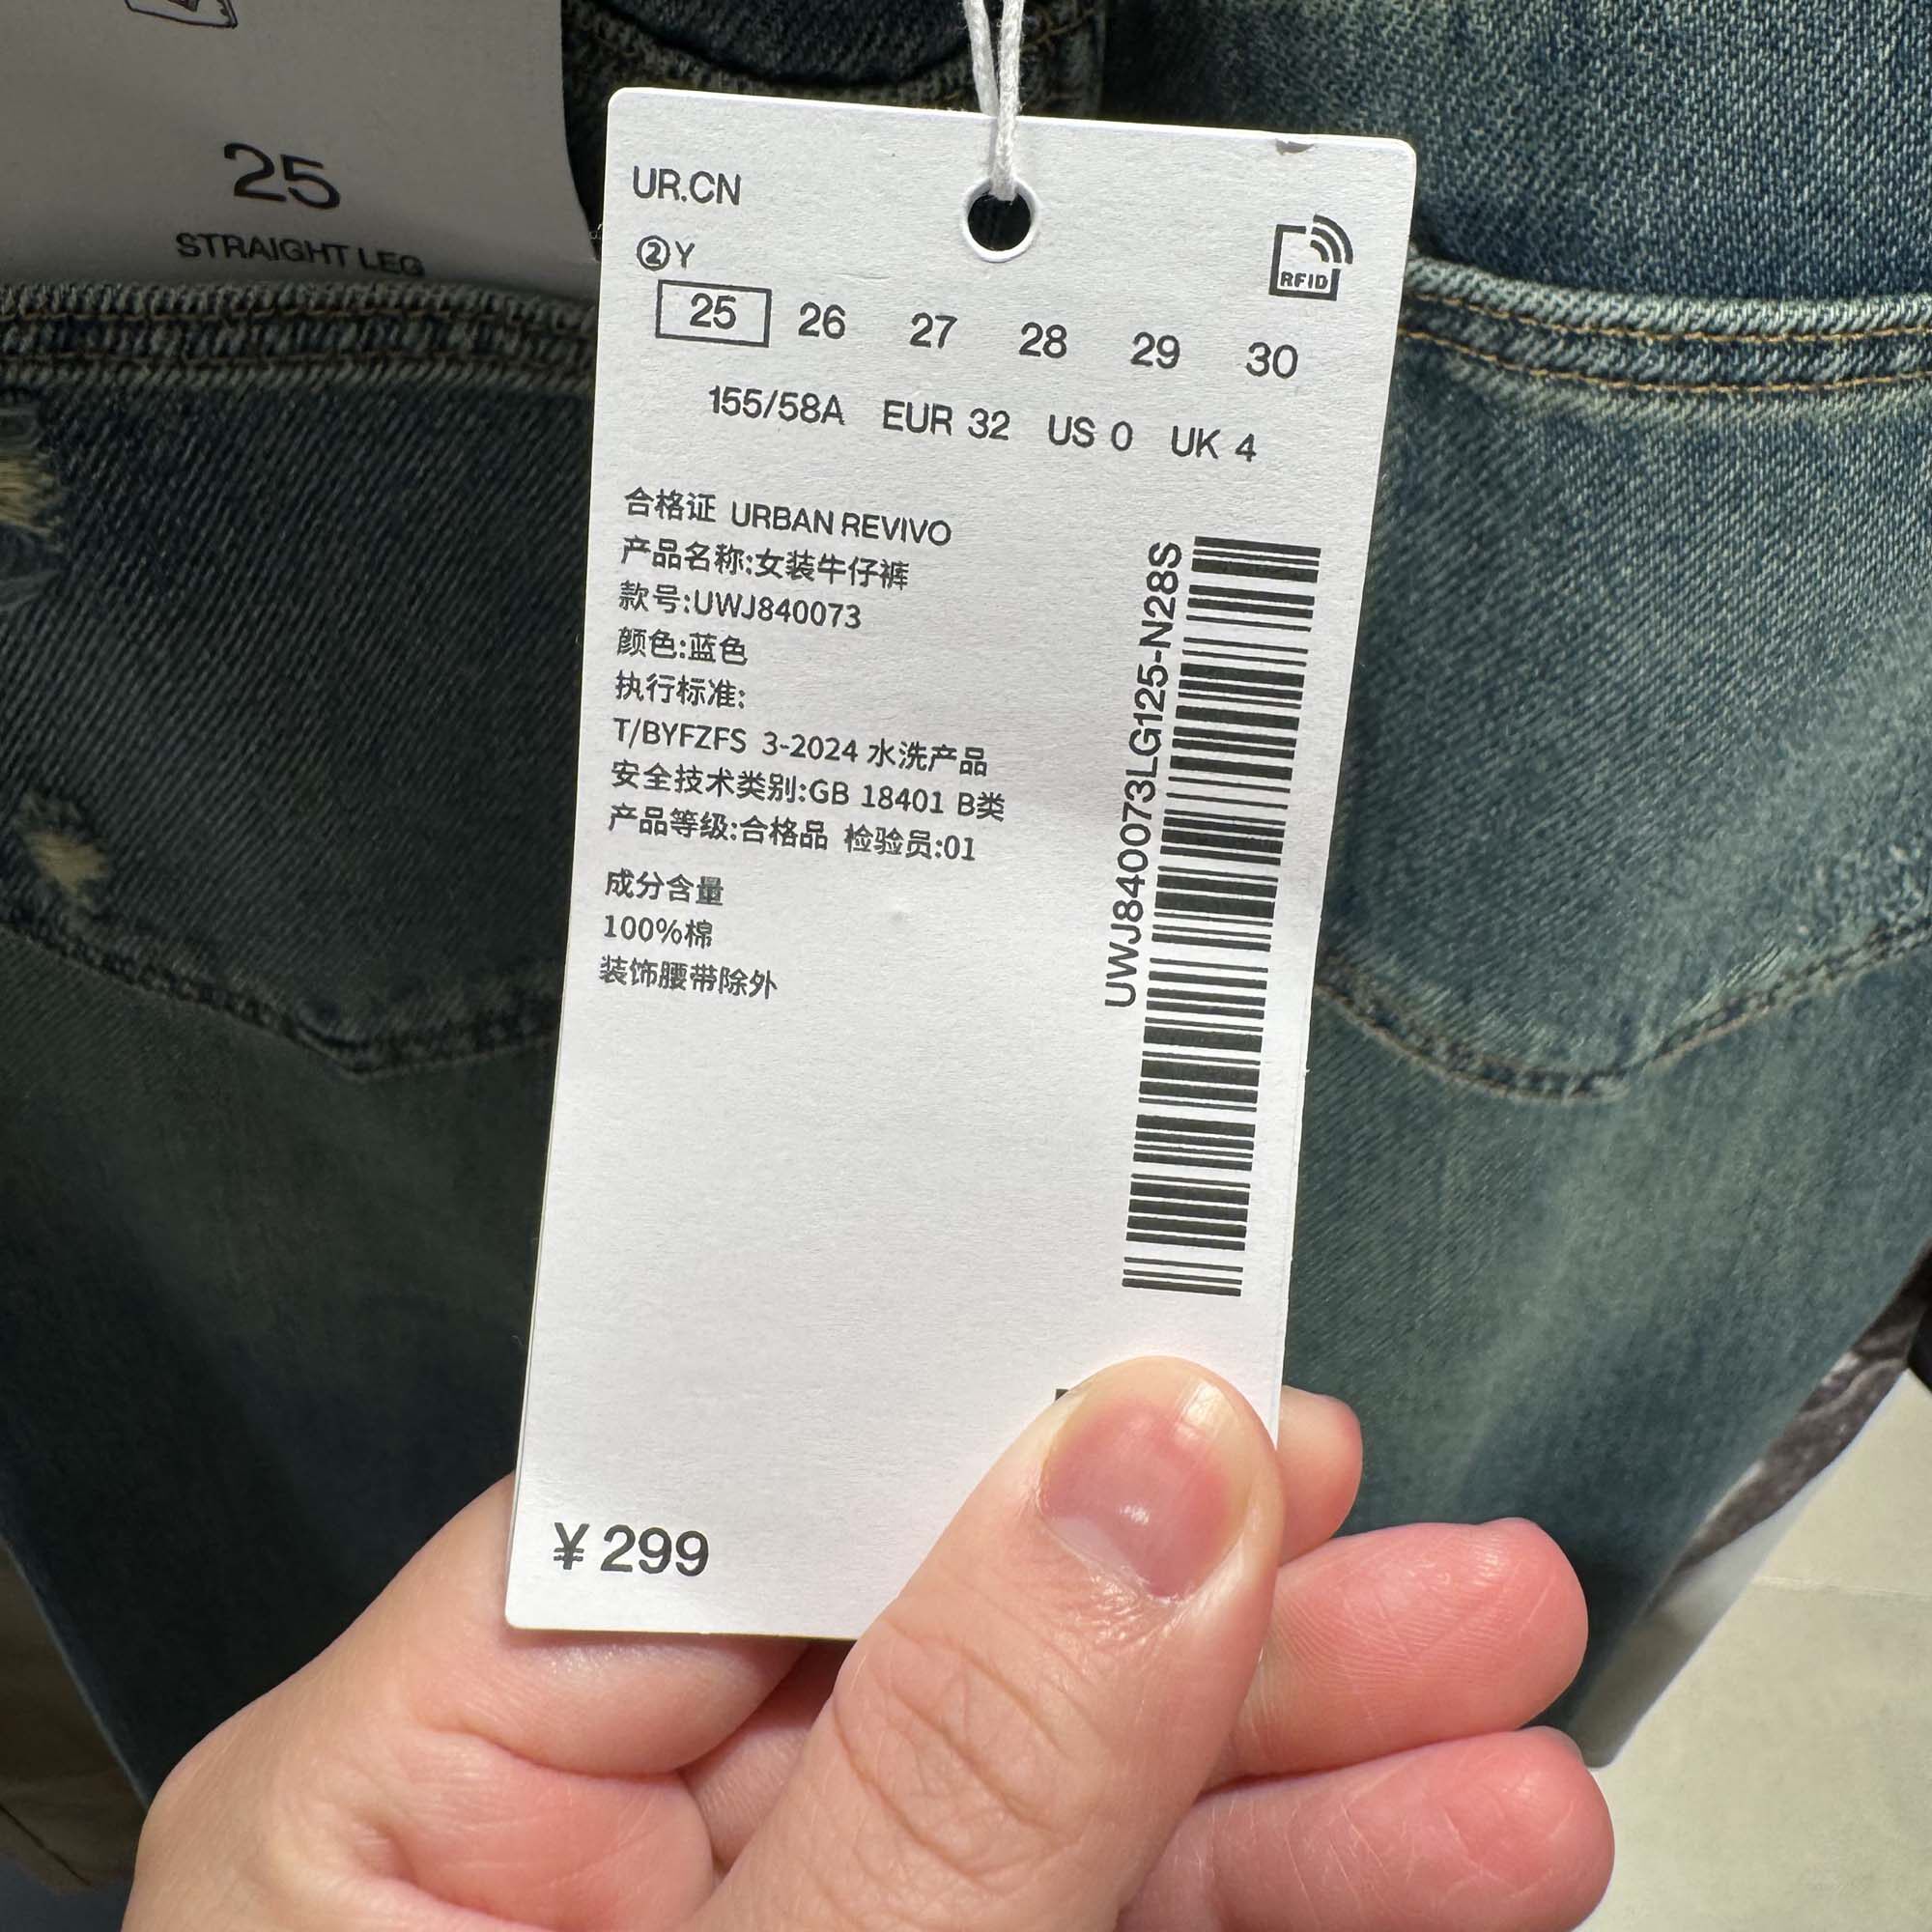 25
STRAIGHT LEG
UR.CN
②Y
RFID
25 26 27 28 29 30
155/58A EUR 32 US 0 UK 4
合格证 URBAN REVIVO
产品名称:女装牛仔裤
款号:UWJ840073
颜色:蓝色
执行标准:
T/BYFZFS 3-2024 水洗产品
安全技术类别:GB 18401 B类
产品等级:合格品 检验员:01
成分含量
100%棉
装饰腰带除外
UWJ840073LG125-N28S
¥299